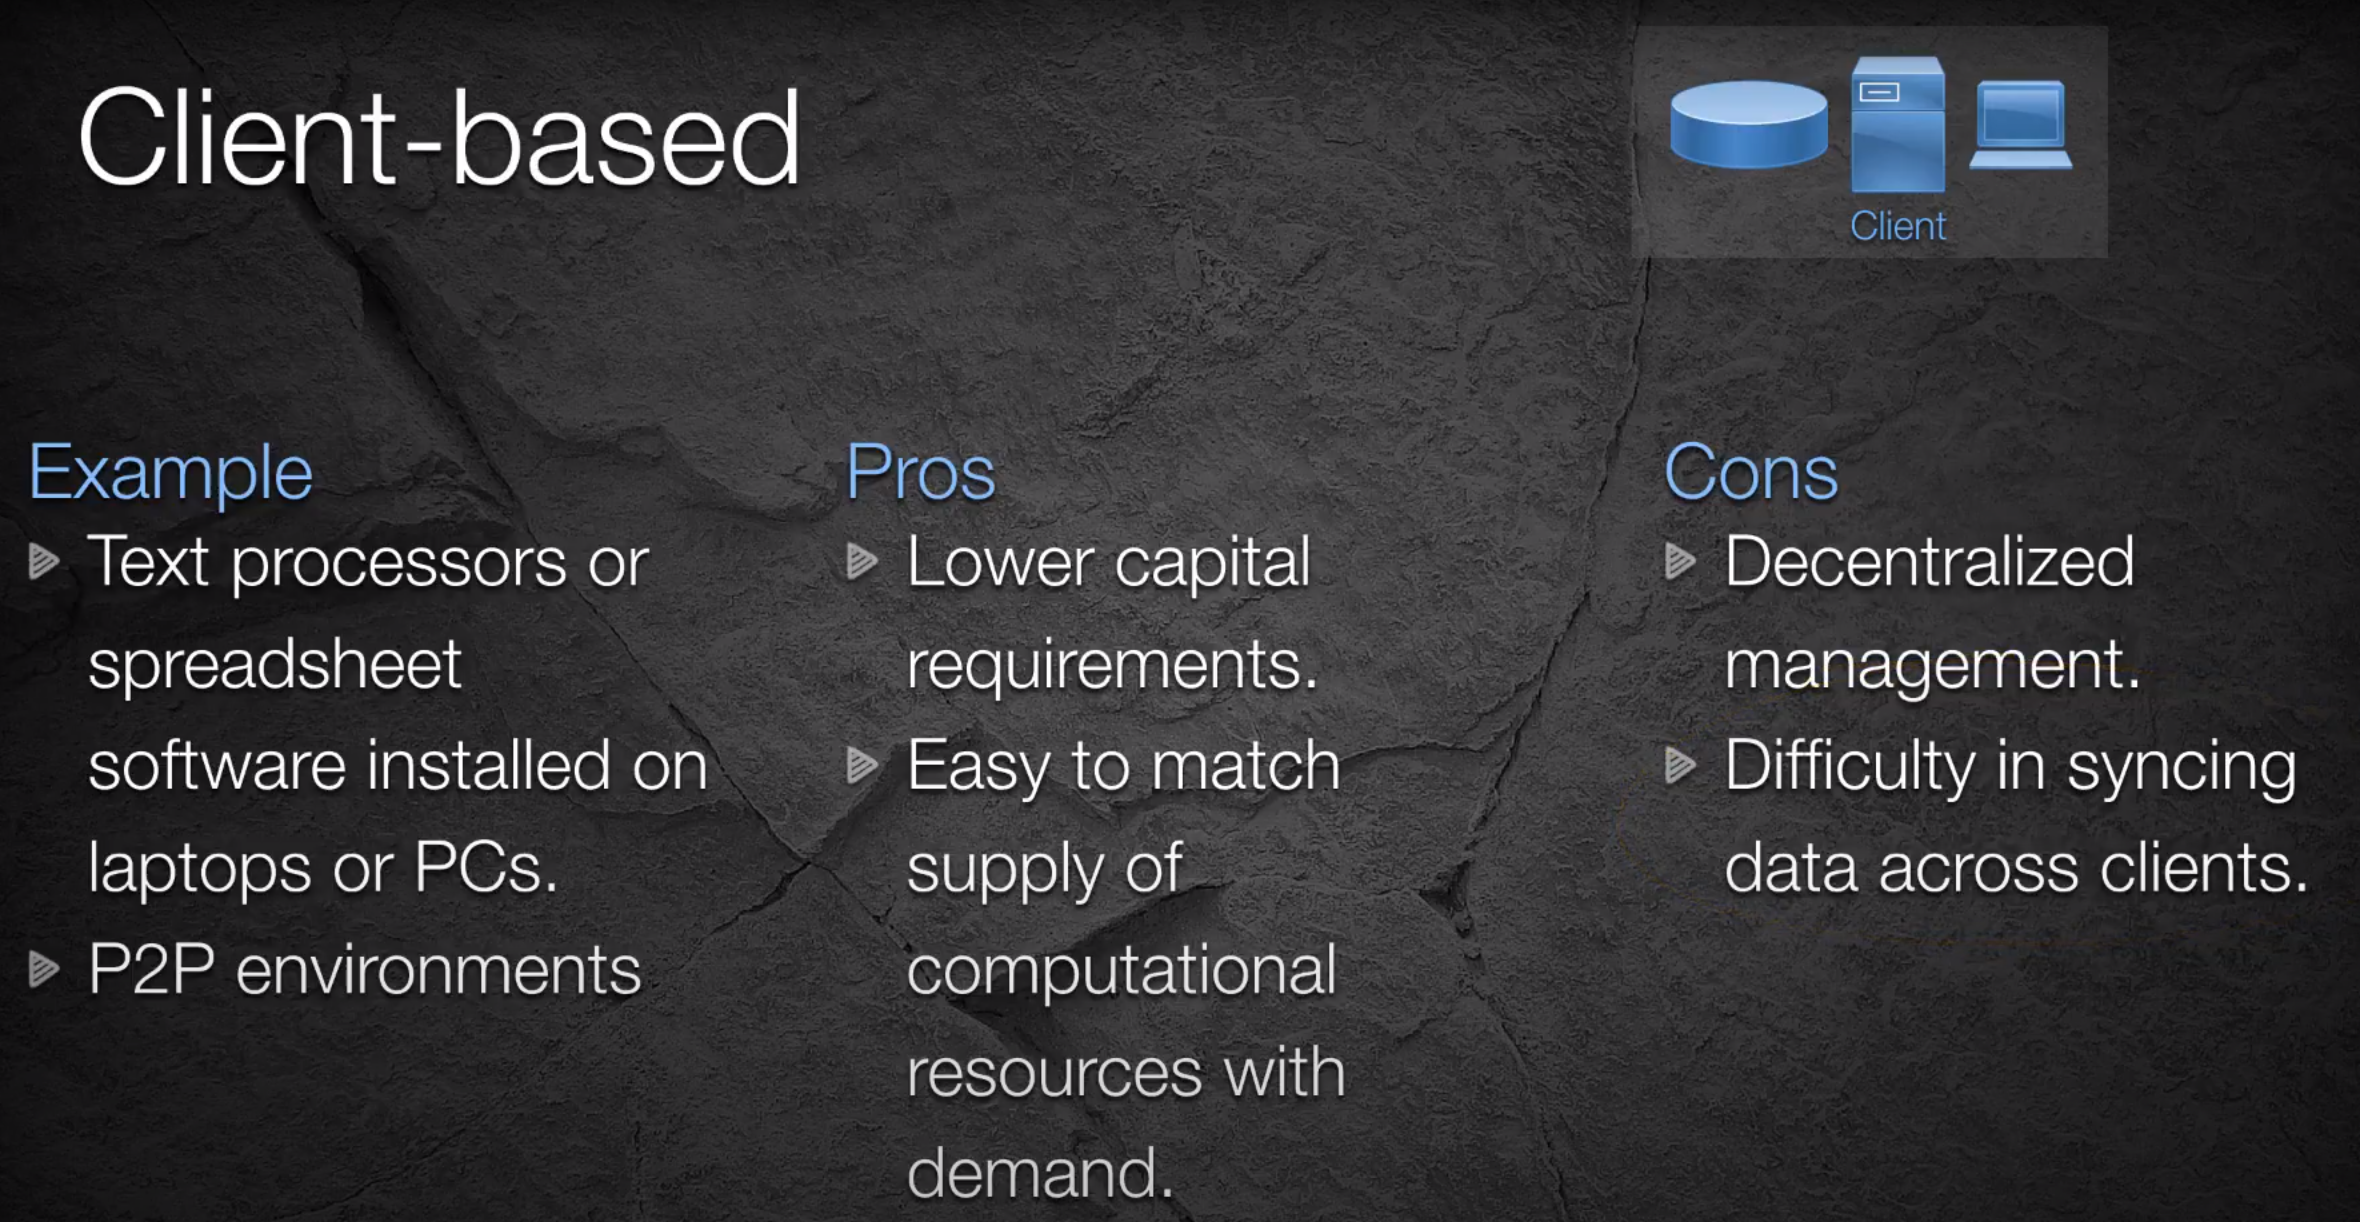 Client-based
Client
Example
Text processors or
spreadsheet
software installed on
laptops or PCs.
P2P environments
Pros
Lower capital
requirements.
Easy to match
supply of
computational
resources with
demand.
Cons
Decentralized
management.
Difficulty in syncing
data across clients.